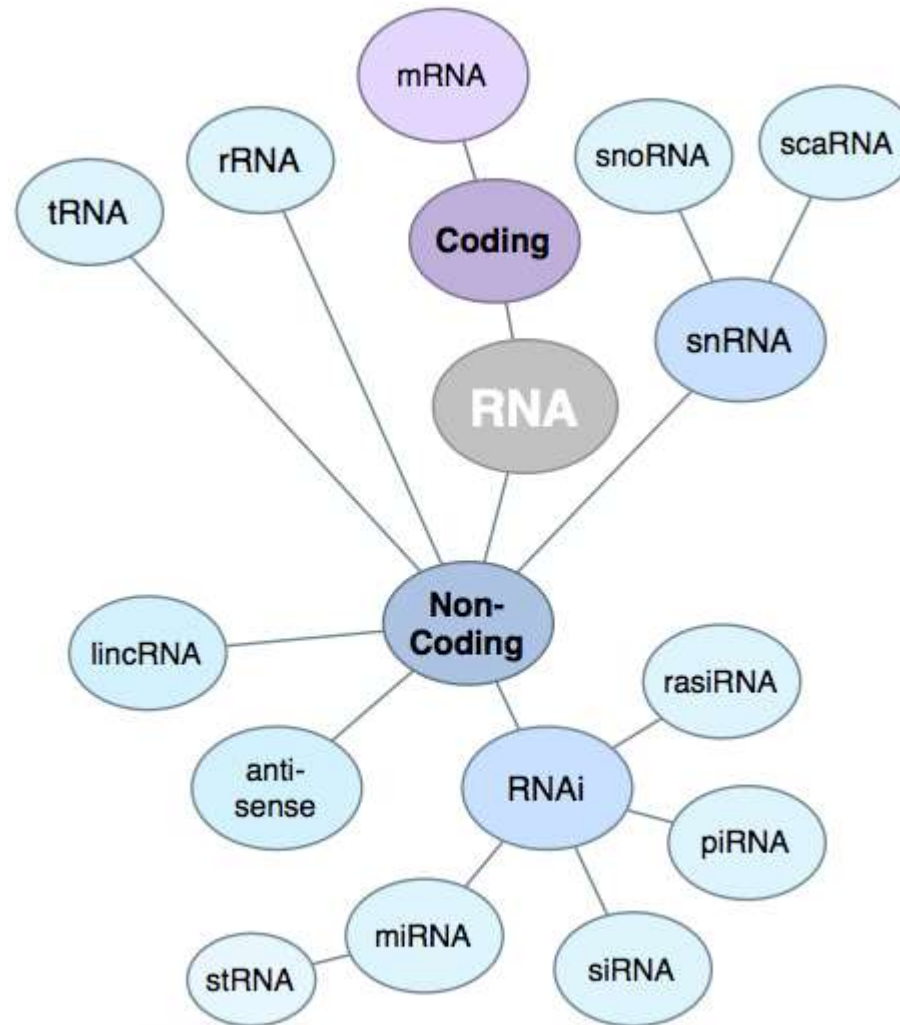 mRNA
rRNA
snoRNA
scaRNA
tRNA
Coding
snRNA
RNA
Non-
Coding
lincRNA
rasiRNA
anti-
sense
RNAi
piRNA
miRNA
siRNA
stRNA